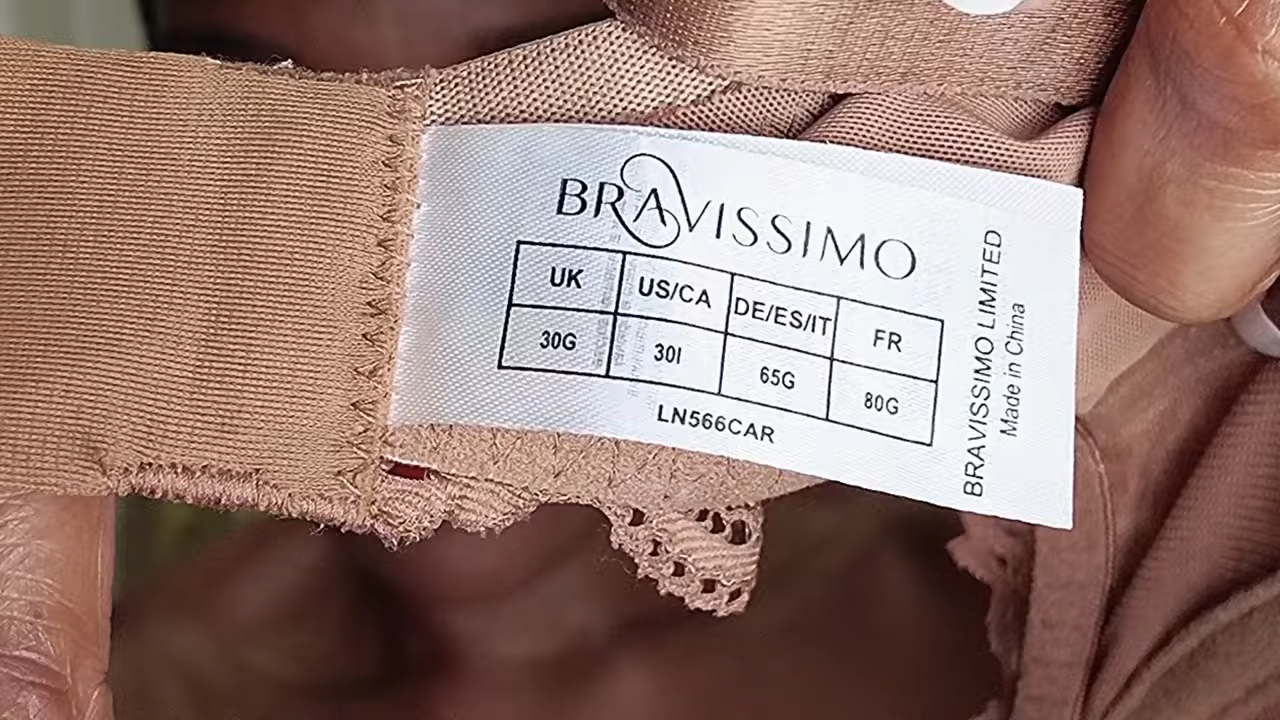 BRAVISSIMO
UK US/CA DE/ES/IT FR
30G 30I 65G 80G
LN566CAR
BRAVISSIMO LIMITED
Made in China